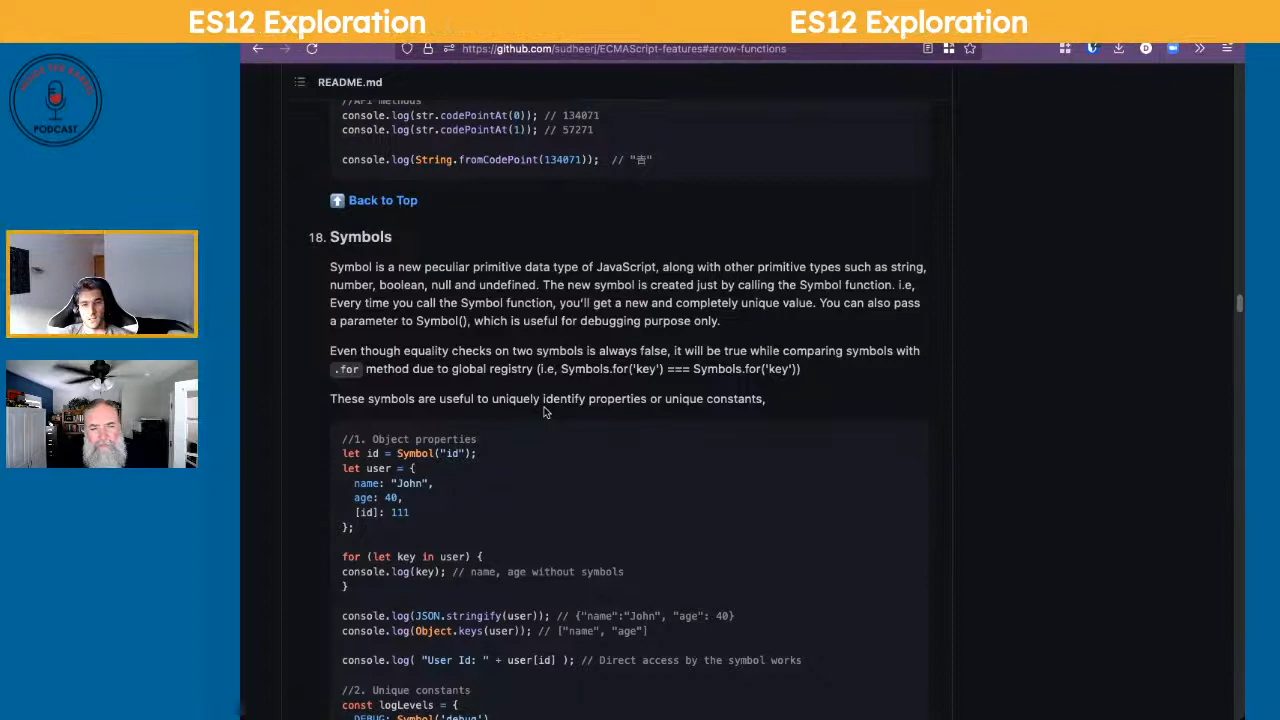 ES12 Exploration
ES12 Exploration
https://github.com/sudheerj/ECMAScript-features#arrow-functions
PODCAST
README.md
//API methods
console.log(str.codePointAt(0)); // 134071
console.log(str.codePointAt(1)); // 57271
console.log(String.fromCodePoint(134071)); // "𠮷"
Back to Top
18. Symbols
Symbol is a new peculiar primitive data type of JavaScript, along with other primitive types such as string,
number, boolean, null and undefined. The new symbol is created just by calling the Symbol function. i.e,
Every time you call the Symbol function, you'll get a new and completely unique value. You can also pass
a parameter to Symbol(), which is useful for debugging purpose only.
Even though equality checks on two symbols is always false, it will be true while comparing symbols with
.for method due to global registry (i.e, Symbols.for('key') === Symbols.for('key'))
These symbols are useful to uniquely identify properties or unique constants,
//1. Object properties
let id = Symbol("id");
let user = {
name: "John",
age: 40,
[id]: 111
};
for (let key in user) {
console.log(key); // name, age without symbols
}
console.log(JSON.stringify(user)); // {"name":"John", "age": 40}
console.log(Object.keys(user)); // ["name", "age"]
console.log( "User Id: " + user[id] ); // Direct access by the symbol works
//2. Unique constants
const logLevels = {
DEBUG: Symbol('debug')